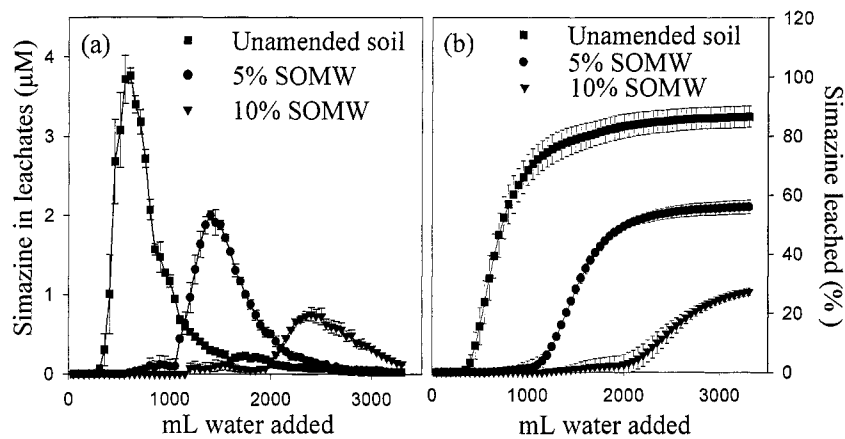 (a)
Unamended soil
5% SOMW
10% SOMW
Simazine in leachates (μM)
4
3
2
1
0
0 1000 2000 3000
mL water added
(b)
Unamended soil
5% SOMW
10% SOMW
120
100
80
60
40
20
0
Simazine leached (%)
0 1000 2000 3000
mL water added